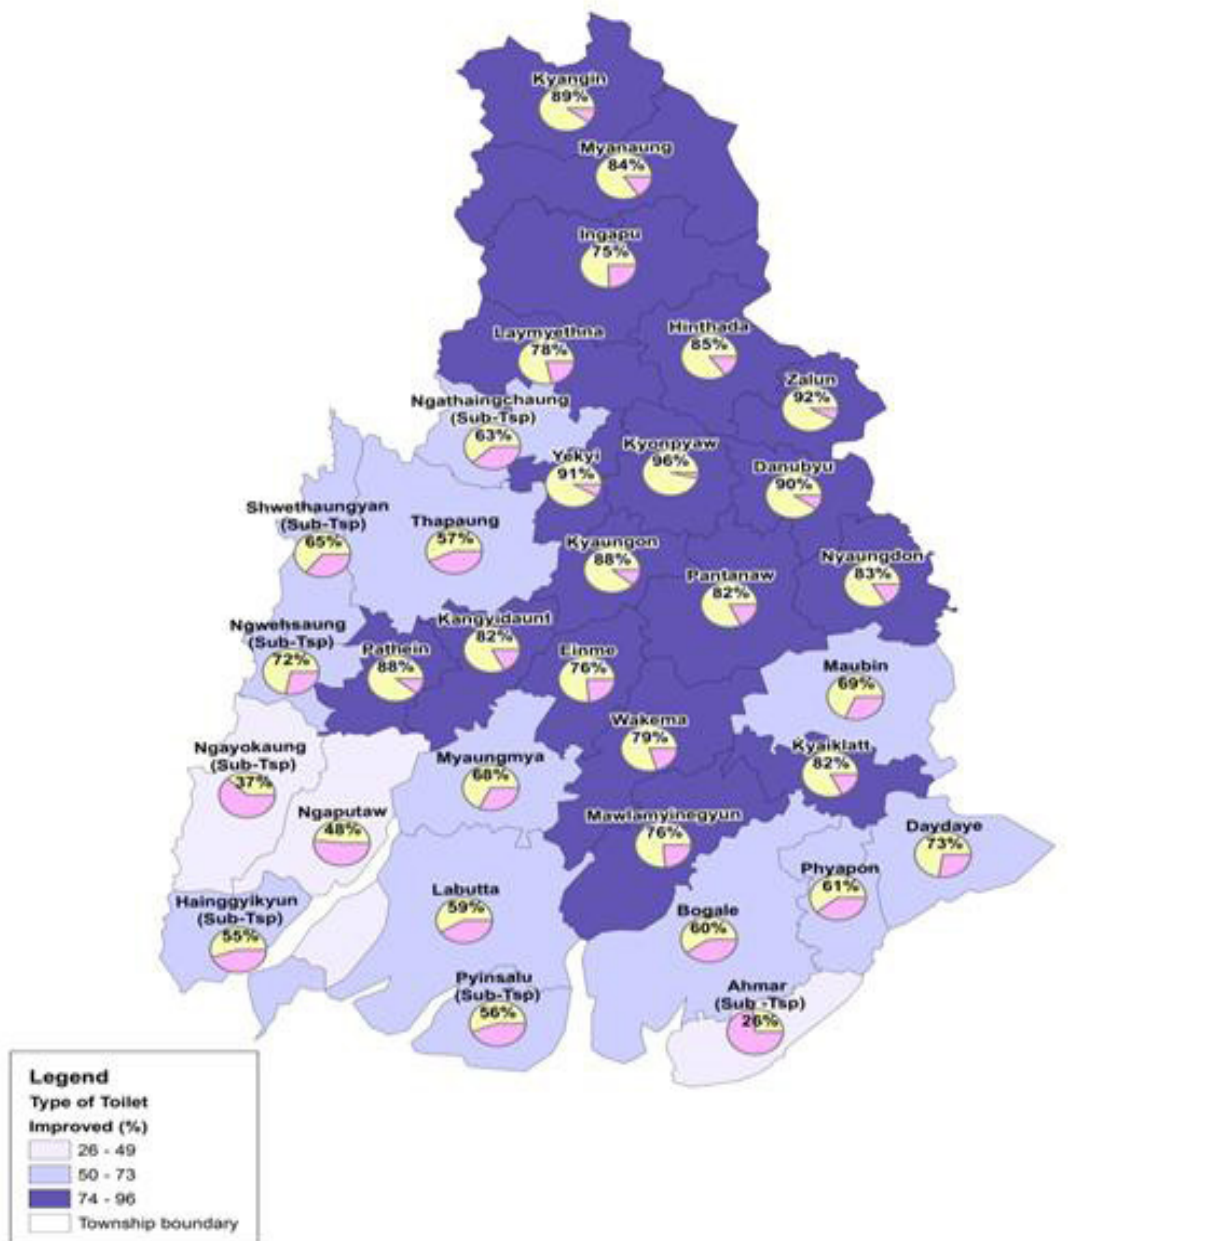 Kyangin
89%
Myanaung
84%
Ingapu
75%
Laymyethna
78%
Hinthada
85%
Zalun
92%
Ngathaingchaung
(Sub-Tsp)
63%
Yekyi
91%
Kyonpyaw
96%
Danubyu
90%
Shwethaungyan
(Sub-Tsp)
65%
Thapaung
57%
Kyaungon
88%
Pantanaw
82%
Nyaungdon
83%
Ngwehsaung
(Sub-Tsp)
72%
Pathein
88%
Kangyidaunt
82%
Einme
76%
Maubin
69%
Ngayokaung
(Sub-Tsp)
37%
Ngaputaw
48%
Myaungmya
68%
Wakema
79%
Kyaiklatt
82%
Mawlamyinegyun
76%
Daydaye
73%
Phyapon
61%
Hainggyikyun
(Sub-Tsp)
55%
Labutta
59%
Bogale
60%
Pyinsalu
(Sub-Tsp)
56%
Ahmar
(Sub -Tsp)
26%
Legend
Type of Toilet
Improved (%)
26 - 49
50 - 73
74 - 96
Township boundary